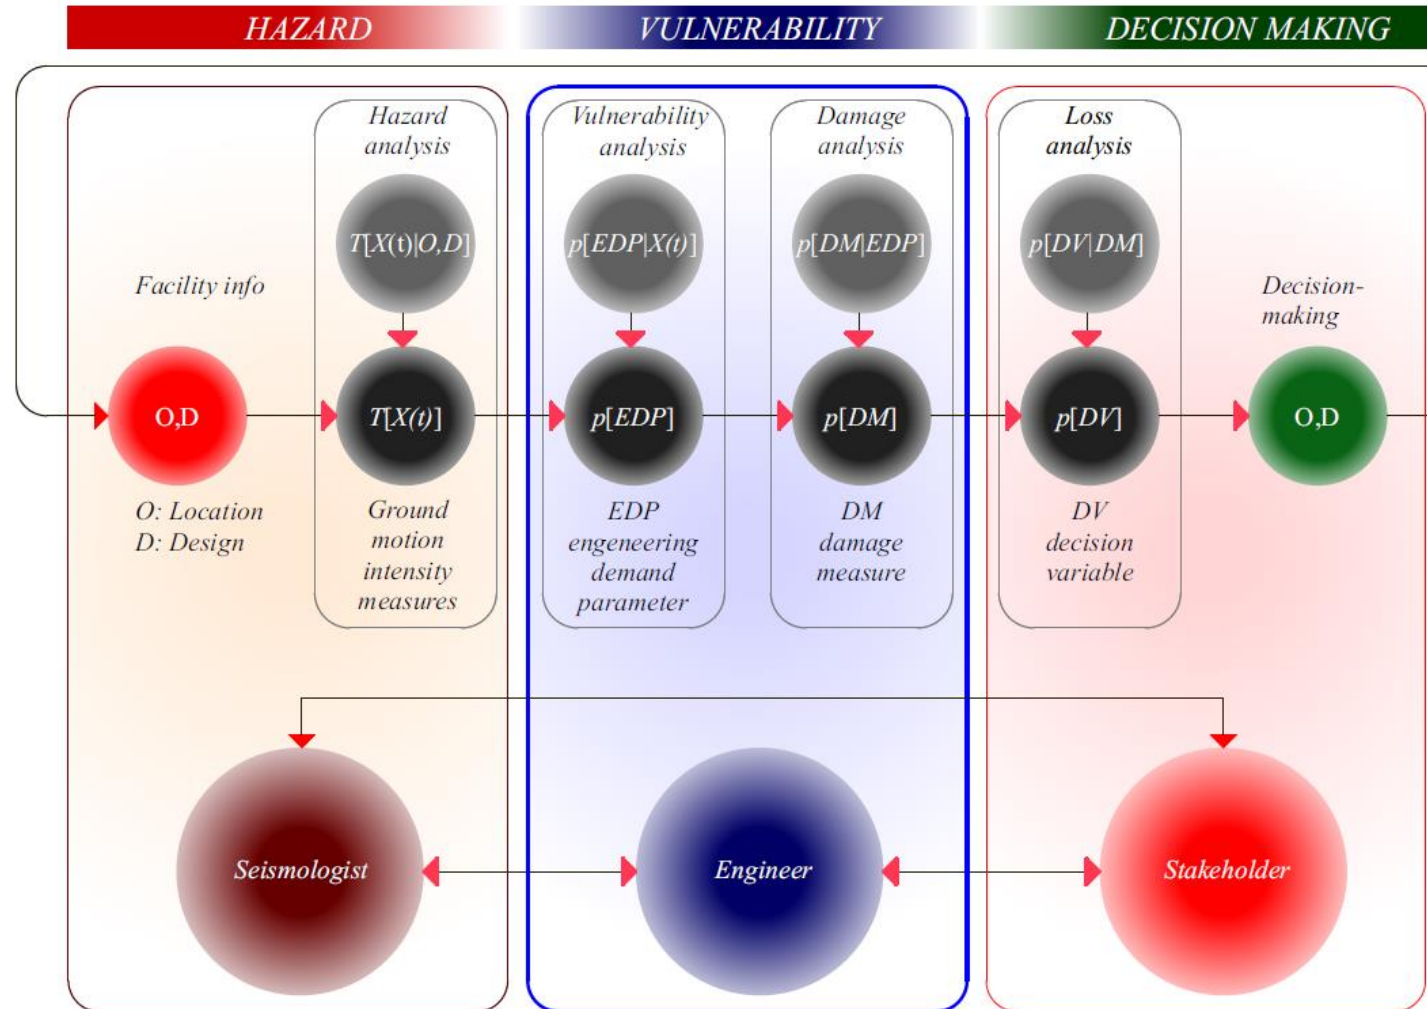 HAZARD
VULNERABILITY
DECISION MAKING
Hazard
analysis
T[X(t)|O,D]
Vulnerability
analysis
p[EDP|X(t)]
Damage
analysis
p[DM|EDP]
Loss
analysis
p[DV|DM]
Facility info
O,D
O: Location
D: Design
T[X(t)]
Ground
motion
intensity
measures
p[EDP]
EDP
engeneering
demand
parameter
p[DM]
DM
damage
measure
p[DV]
DV
decision
variable
Decision-
making
O,D
Seismologist
Engineer
Stakeholder